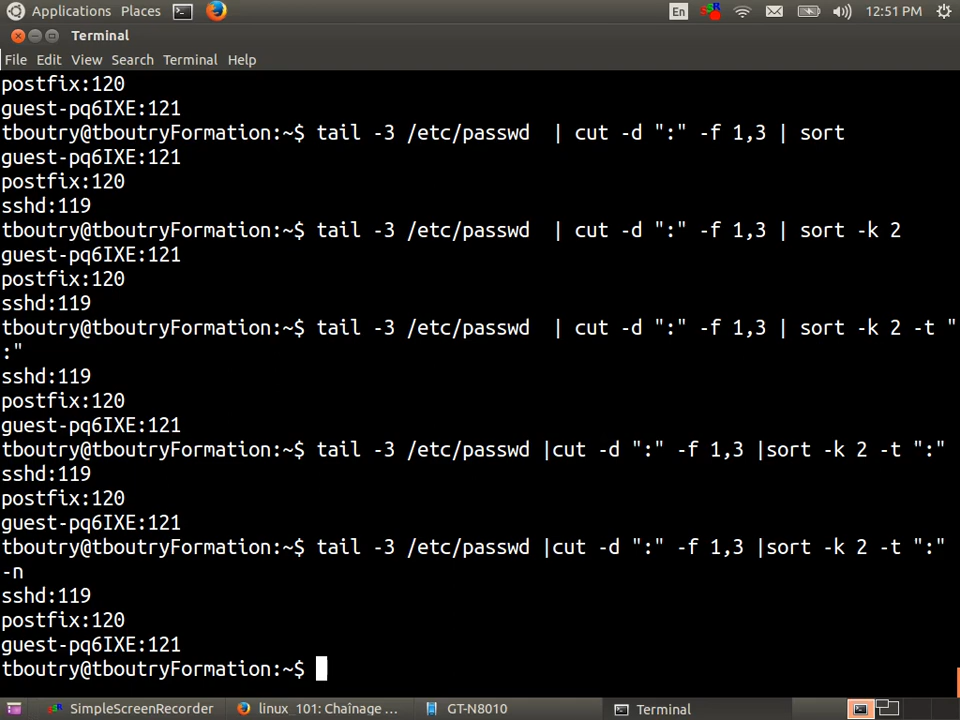 Applications Places En 12:51 PM
Terminal
File Edit View Search Terminal Help
postfix:120
guest-pq6IXE:121
tboutry@tboutryFormation:~$ tail -3 /etc/passwd  | cut -d ":" -f 1,3 | sort
guest-pq6IXE:121
postfix:120
sshd:119
tboutry@tboutryFormation:~$ tail -3 /etc/passwd  | cut -d ":" -f 1,3 | sort -k 2
guest-pq6IXE:121
postfix:120
sshd:119
tboutry@tboutryFormation:~$ tail -3 /etc/passwd  | cut -d ":" -f 1,3 | sort -k 2 -t "
:"
sshd:119
postfix:120
guest-pq6IXE:121
tboutry@tboutryFormation:~$ tail -3 /etc/passwd |cut -d ":" -f 1,3 |sort -k 2 -t ":"
sshd:119
postfix:120
guest-pq6IXE:121
tboutry@tboutryFormation:~$ tail -3 /etc/passwd |cut -d ":" -f 1,3 |sort -k 2 -t ":"
-n
sshd:119
postfix:120
guest-pq6IXE:121
tboutry@tboutryFormation:~$
SimpleScreenRecorder linux_101: Chaînage ... GT-N8010 Terminal